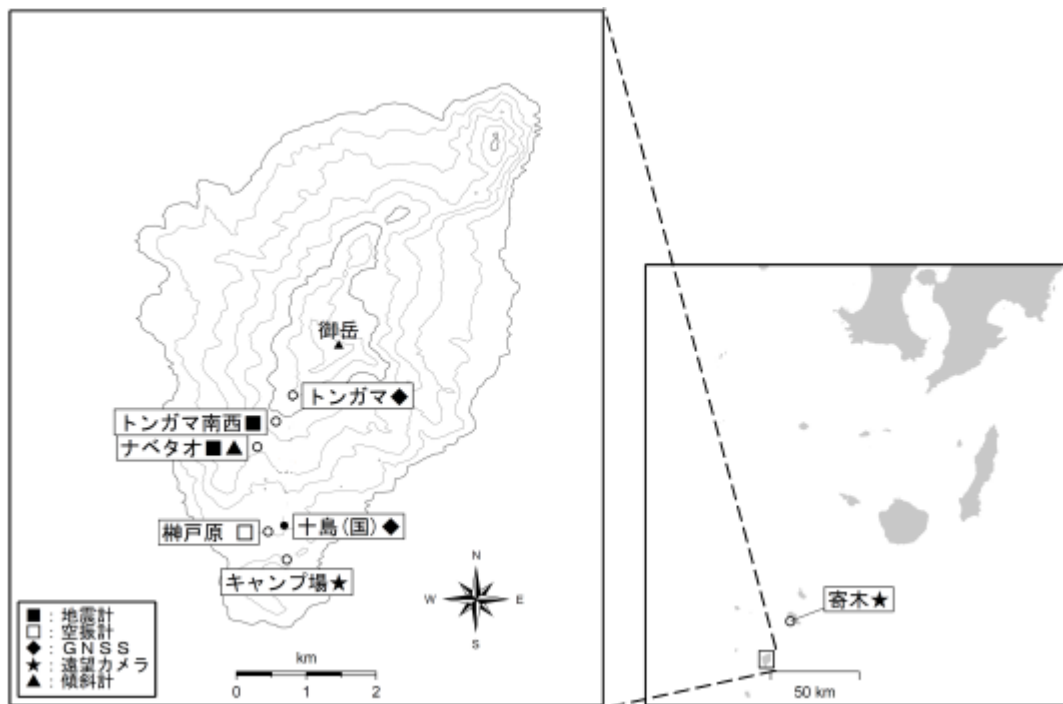 御岳
トンガマ◆
トンガマ南西■
ナベタオ■▲
榊戸原 □
十島(国)◆
キャンプ場★
N
W
E
S
■:地震計
□:空振計
◆:GNSS
★:遠望カメラ
▲:傾斜計
km
0 1 2
寄木★
50 km